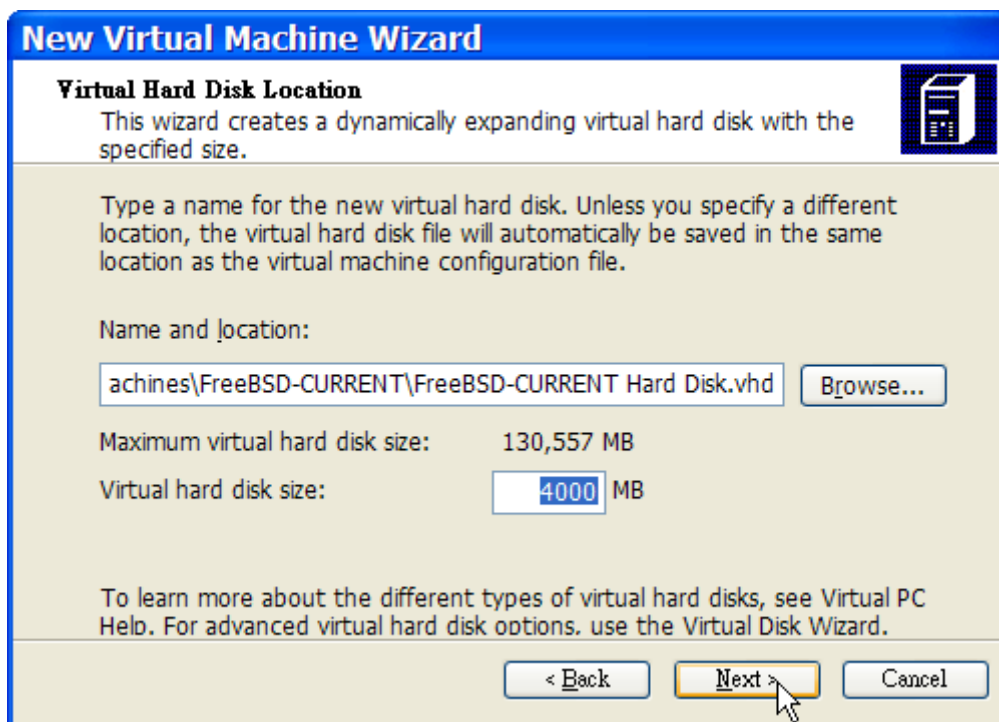 New Virtual Machine Wizard
Virtual Hard Disk Location
This wizard creates a dynamically expanding virtual hard disk with the
specified size.
Type a name for the new virtual hard disk. Unless you specify a different
location, the virtual hard disk file will automatically be saved in the same
location as the virtual machine configuration file.
Name and location:
achines\FreeBSD-CURRENT\FreeBSD-CURRENT Hard Disk.vhd Browse...
Maximum virtual hard disk size: 130,557 MB
Virtual hard disk size: 4000 MB
To learn more about the different types of virtual hard disks, see Virtual PC
Help. For advanced virtual hard disk options, use the Virtual Disk Wizard.
< Back Next > Cancel